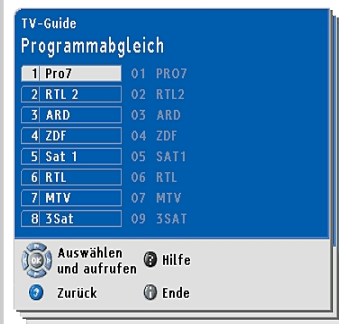 TV-Guide
Programmabgleich
1 Pro7 01 PRO7
2 RTL 2 02 RTL2
3 ARD 03 ARD
4 ZDF 04 ZDF
5 Sat 1 05 SAT1
6 RTL 06 RTL
7 MTV 07 MTV
8 3Sat 09 3SAT
OK Auswählen und aufrufen ? Hilfe
Zurück i Ende